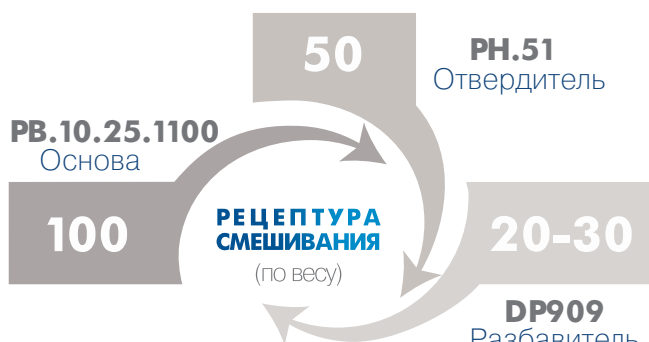 50
PH.51
Отвердитель
PB.10.25.1100
Основа
100
РЕЦЕПТУРА
СМЕШИВАНИЯ
(по весу)
20-30
DP909
Разбавитель